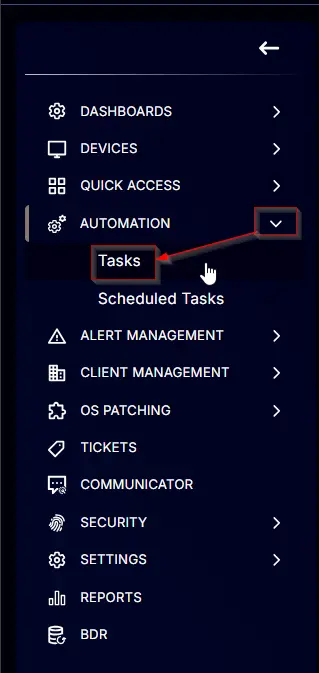 DASHBOARDS
DEVICES
QUICK ACCESS
AUTOMATION
Tasks
Scheduled Tasks
ALERT MANAGEMENT
CLIENT MANAGEMENT
OS PATCHING
TICKETS
COMMUNICATOR
SECURITY
SETTINGS
REPORTS
BDR